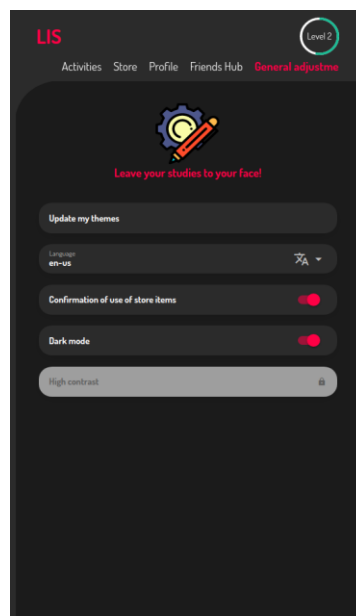 LIS
Level 2
Activities Store Profile Friends Hub General adjustme
Leave your studies to your face!
Update my themes
Language
en-us
Confirmation of use of store items
Dark mode
High contrast